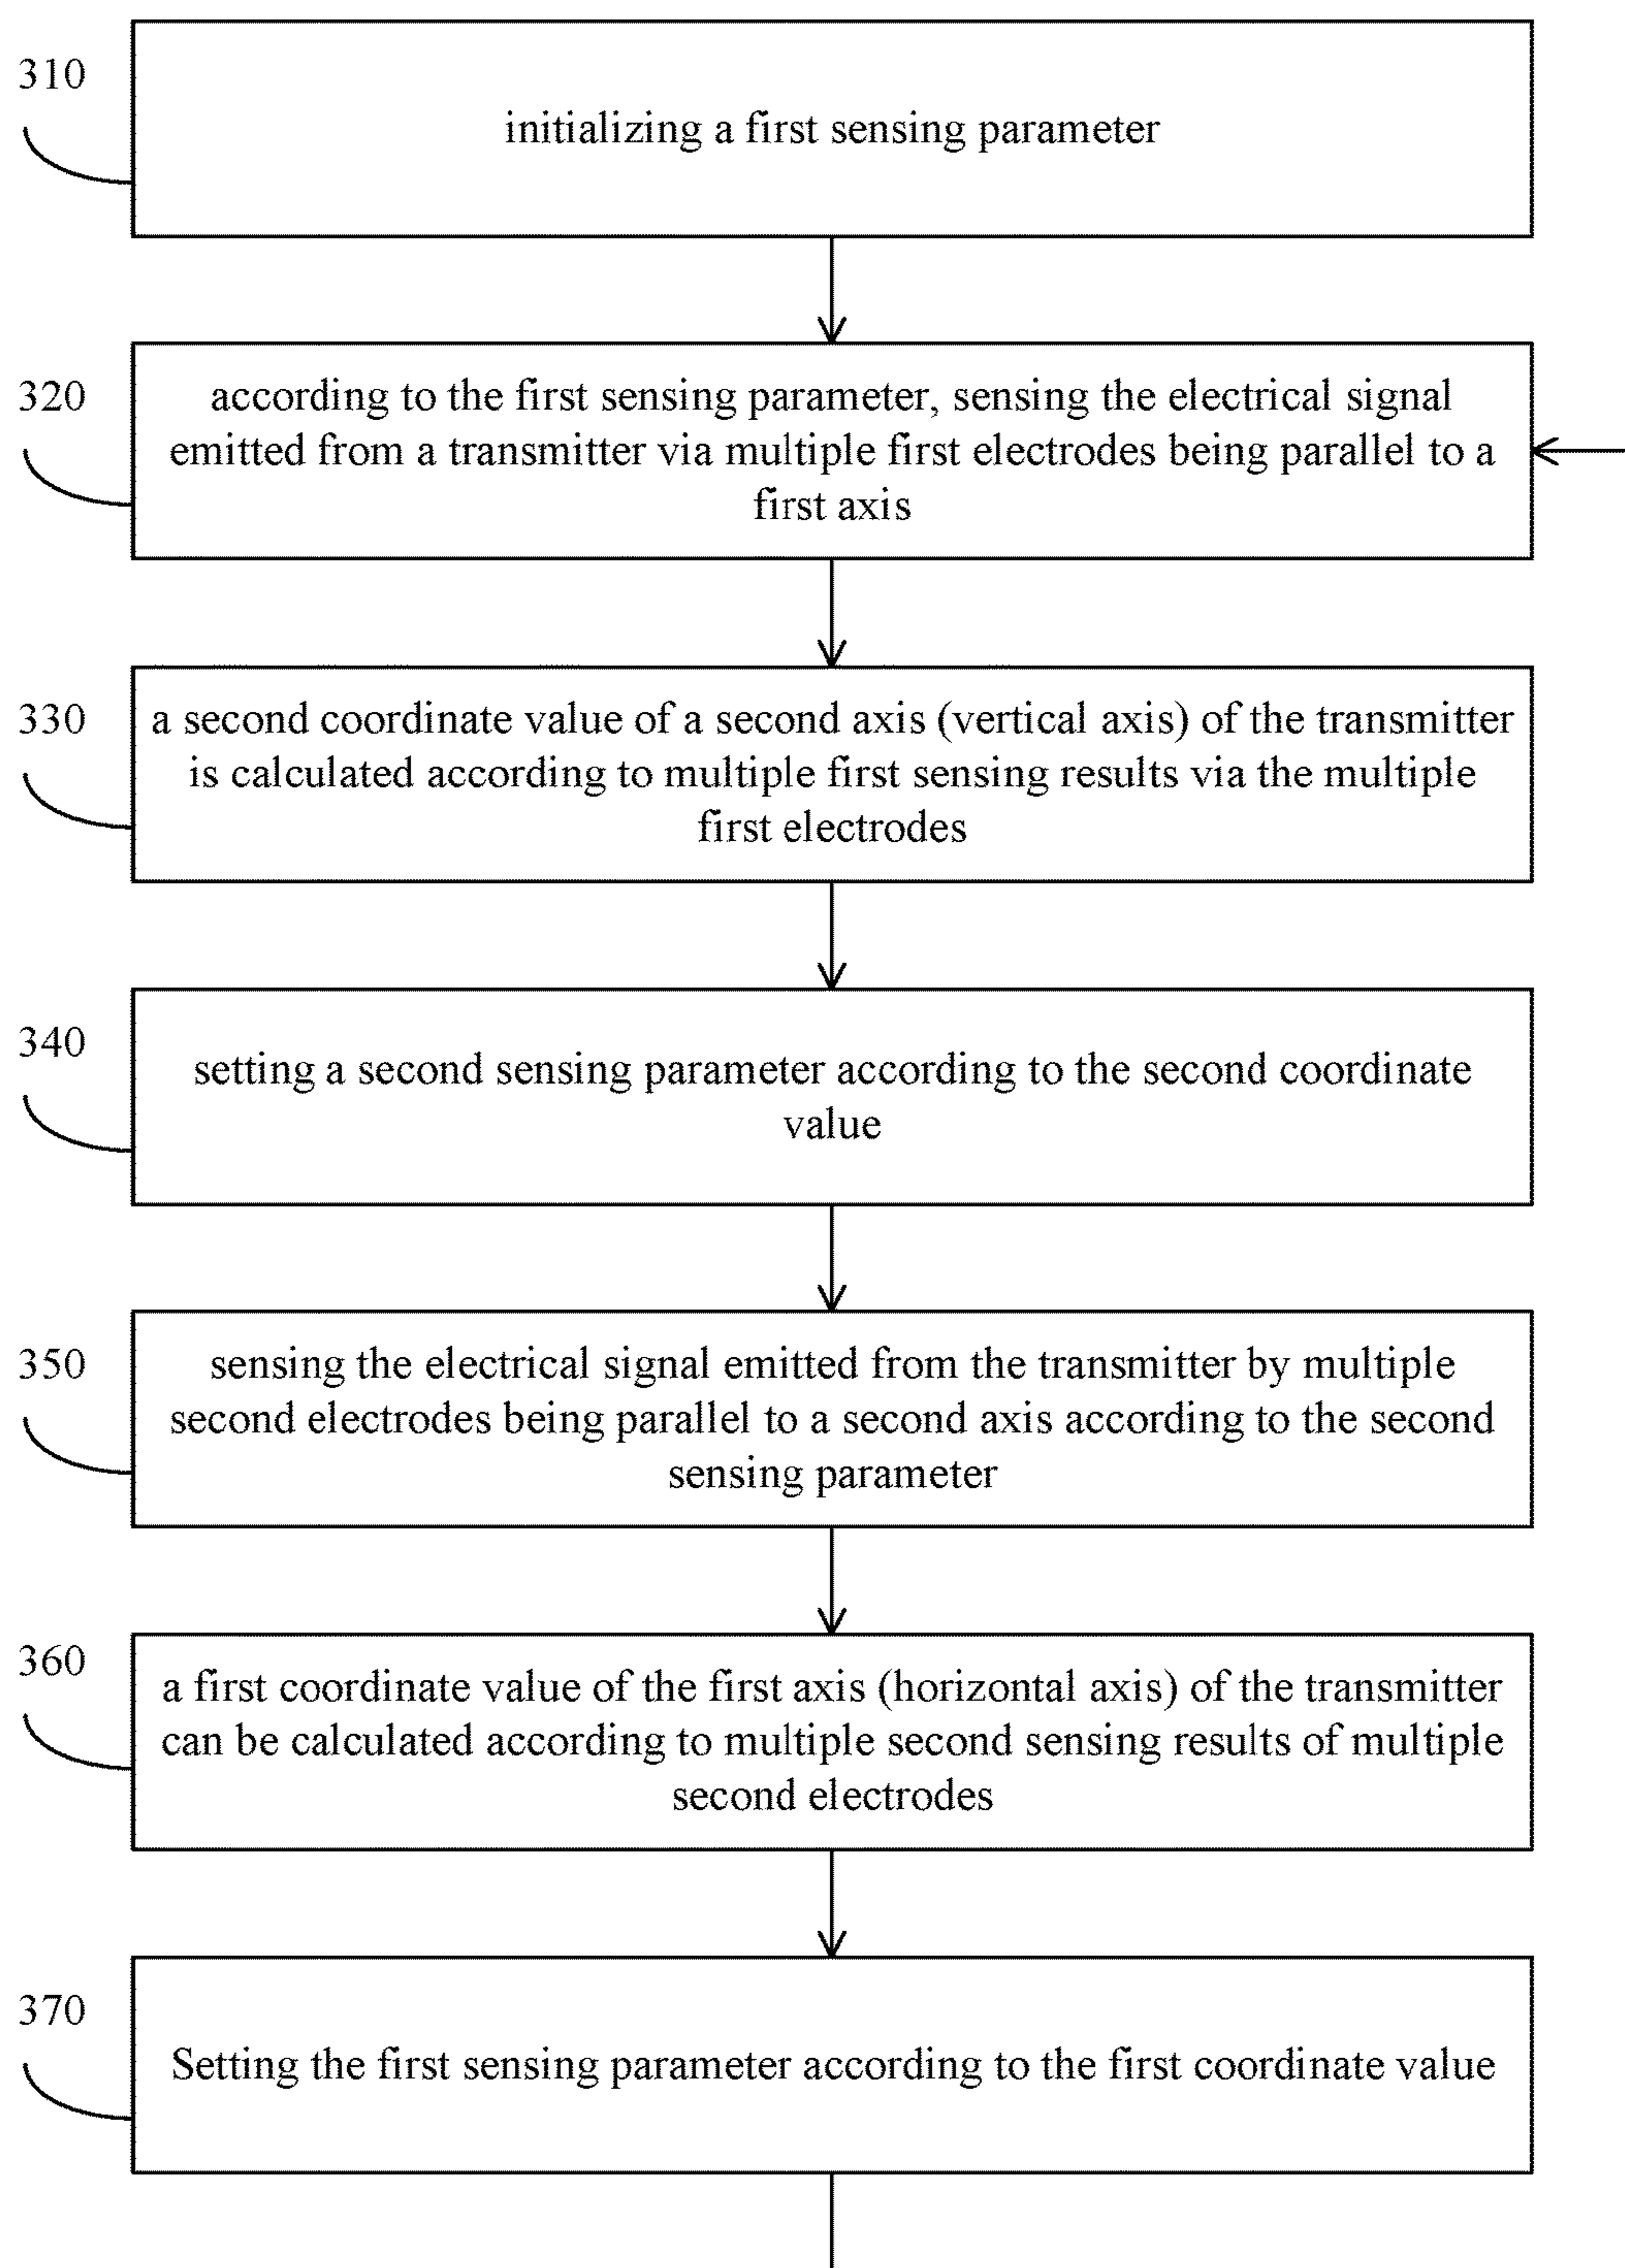 310
initializing a first sensing parameter
320
according to the first sensing parameter, sensing the electrical signal
emitted from a transmitter via multiple first electrodes being parallel to a
first axis
330
a second coordinate value of a second axis (vertical axis) of the transmitter
is calculated according to multiple first sensing results via the multiple
first electrodes
340
setting a second sensing parameter according to the second coordinate
value
350
sensing the electrical signal emitted from the transmitter by multiple
second electrodes being parallel to a second axis according to the second
sensing parameter
360
a first coordinate value of the first axis (horizontal axis) of the transmitter
can be calculated according to multiple second sensing results of multiple
second electrodes
370
Setting the first sensing parameter according to the first coordinate value